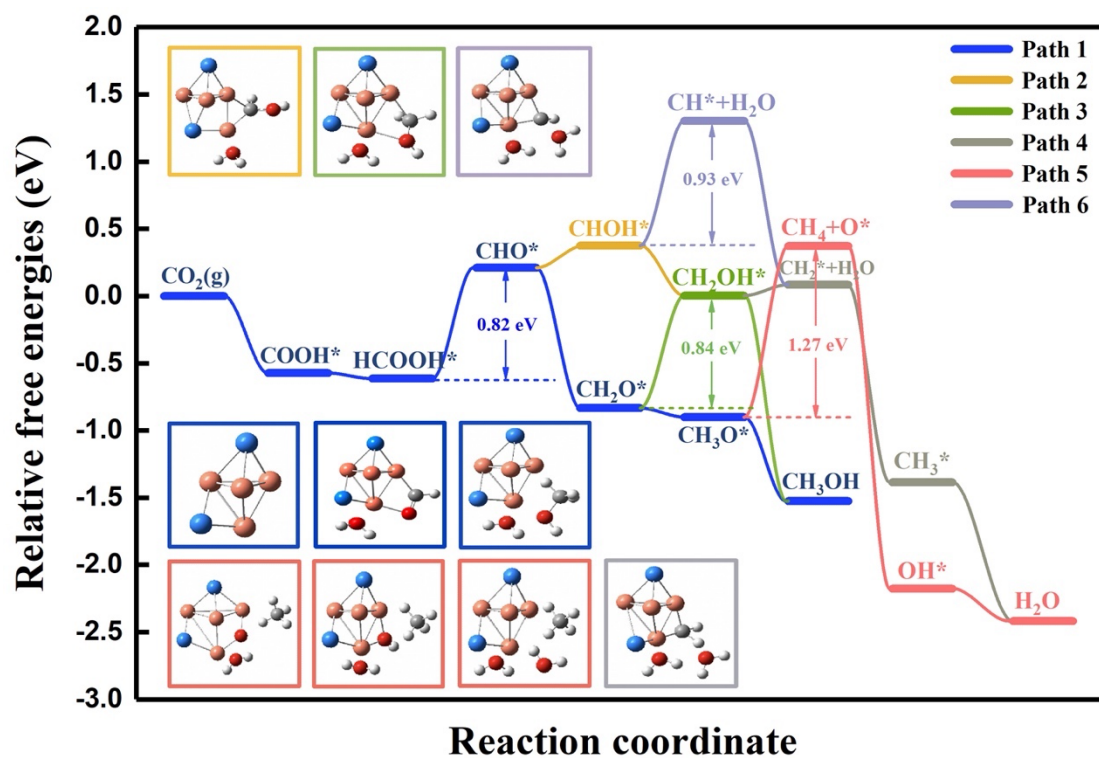 Relative free energies (eV)
2.0
1.5
1.0
0.5
0.0
-0.5
-1.0
-1.5
-2.0
-2.5
-3.0
Path 1
Path 2
Path 3
Path 4
Path 5
Path 6
CH*+H₂O
0.93 eV
CHO*
CHOH*
CH₄+O*
CO₂(g)
CH₂OH*
CH₂*+H₂O
0.82 eV
COOH*
HCOOH*
0.84 eV
1.27 eV
CH₂O*
CH₃O*
CH₃OH
CH₃*
OH*
H₂O
Reaction coordinate